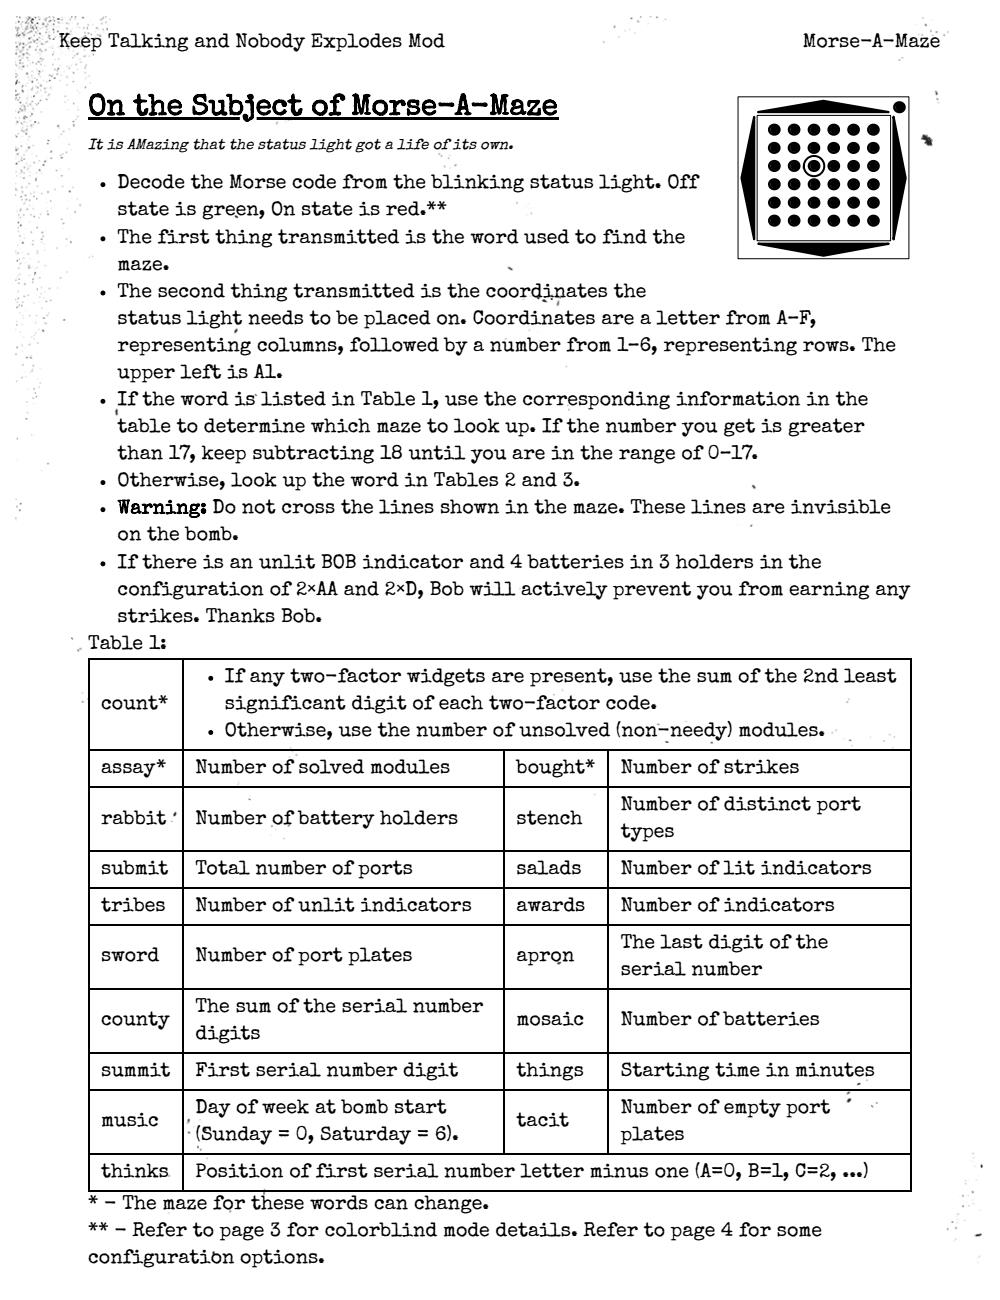 Keep Talking and Nobody Explodes Mod
Morse-A-Maze
On the Subject of Morse-A-Maze
It is AMazing that the status light got a life of its own.
• Decode the Morse code from the blinking status light. Off
state is green, On state is red.**
• The first thing transmitted is the word used to find the
maze.
• The second thing transmitted is the coordinates the
status light needs to be placed on. Coordinates are a letter from A-F,
representing columns, followed by a number from 1-6, representing rows. The
upper left is A1.
• If the word is listed in Table 1, use the corresponding information in the
table to determine which maze to look up. If the number you get is greater
than 17, keep subtracting 18 until you are in the range of 0-17.
• Otherwise, look up the word in Tables 2 and 3.
• Warning: Do not cross the lines shown in the maze. These lines are invisible
on the bomb.
• If there is an unlit BOB indicator and 4 batteries in 3 holders in the
configuration of 2×AA and 2×D, Bob will actively prevent you from earning any
strikes. Thanks Bob.
Table 1:
count*
• If any two-factor widgets are present, use the sum of the 2nd least
significant digit of each two-factor code.
• Otherwise, use the number of unsolved (non-needy) modules.
assay* Number of solved modules bought* Number of strikes
rabbit Number of battery holders stench Number of distinct port
types
submit Total number of ports salads Number of lit indicators
tribes Number of unlit indicators awards Number of indicators
sword Number of port plates apron The last digit of the
serial number
county The sum of the serial number
digits
mosaic Number of batteries
summit First serial number digit things Starting time in minutes
music Day of week at bomb start
(Sunday = 0, Saturday = 6).
tacit Number of empty port
plates
thinks Position of first serial number letter minus one (A=0, B=1, C=2, ...)
* - The maze for these words can change.
** - Refer to page 3 for colorblind mode details. Refer to page 4 for some
configuration options.